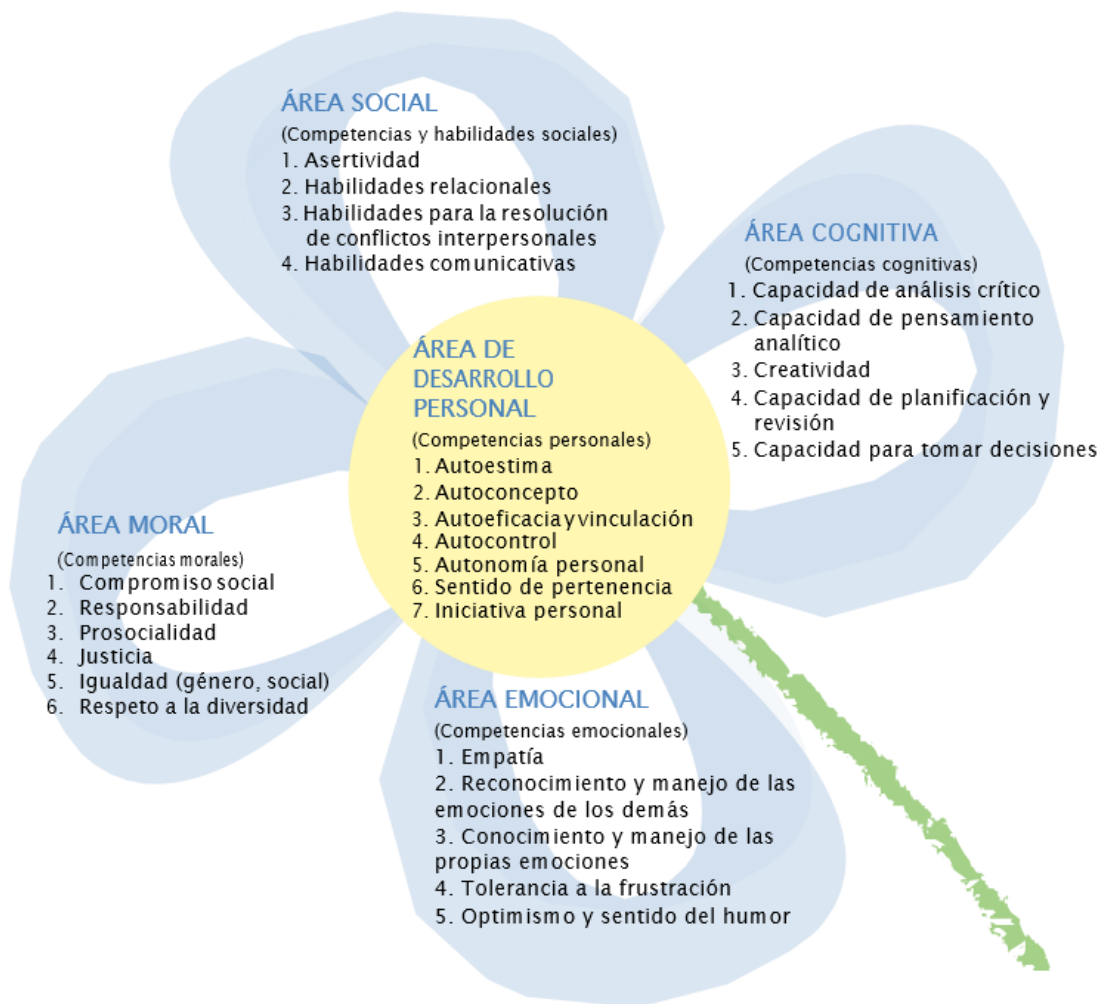 ÁREA SOCIAL
(Competencias y habilidades sociales)
1. Asertividad
2. Habilidades relacionales
3. Habilidades para la resolución
de conflictos interpersonales
4. Habilidades comunicativas
ÁREA COGNITIVA
(Competencias cognitivas)
1. Capacidad de análisis crítico
2. Capacidad de pensamiento
analítico
3. Creatividad
4. Capacidad de planificación y
revisión
5. Capacidad para tomar decisiones
ÁREA DE
DESARROLLO
PERSONAL
(Competencias personales)
1. Autoestima
2. Autoconcepto
3. Autoeficacia y vinculación
4. Autocontrol
5. Autonomía personal
6. Sentido de pertenencia
7. Iniciativa personal
ÁREA MORAL
(Competencias morales)
1. Compromiso social
2. Responsabilidad
3. Prosocialidad
4. Justicia
5. Igualdad (género, social)
6. Respeto a la diversidad
ÁREA EMOCIONAL
(Competencias emocionales)
1. Empatía
2. Reconocimiento y manejo de las
emociones de los demás
3. Conocimiento y manejo de las
propias emociones
4. Tolerancia a la frustración
5. Optimismo y sentido del humor